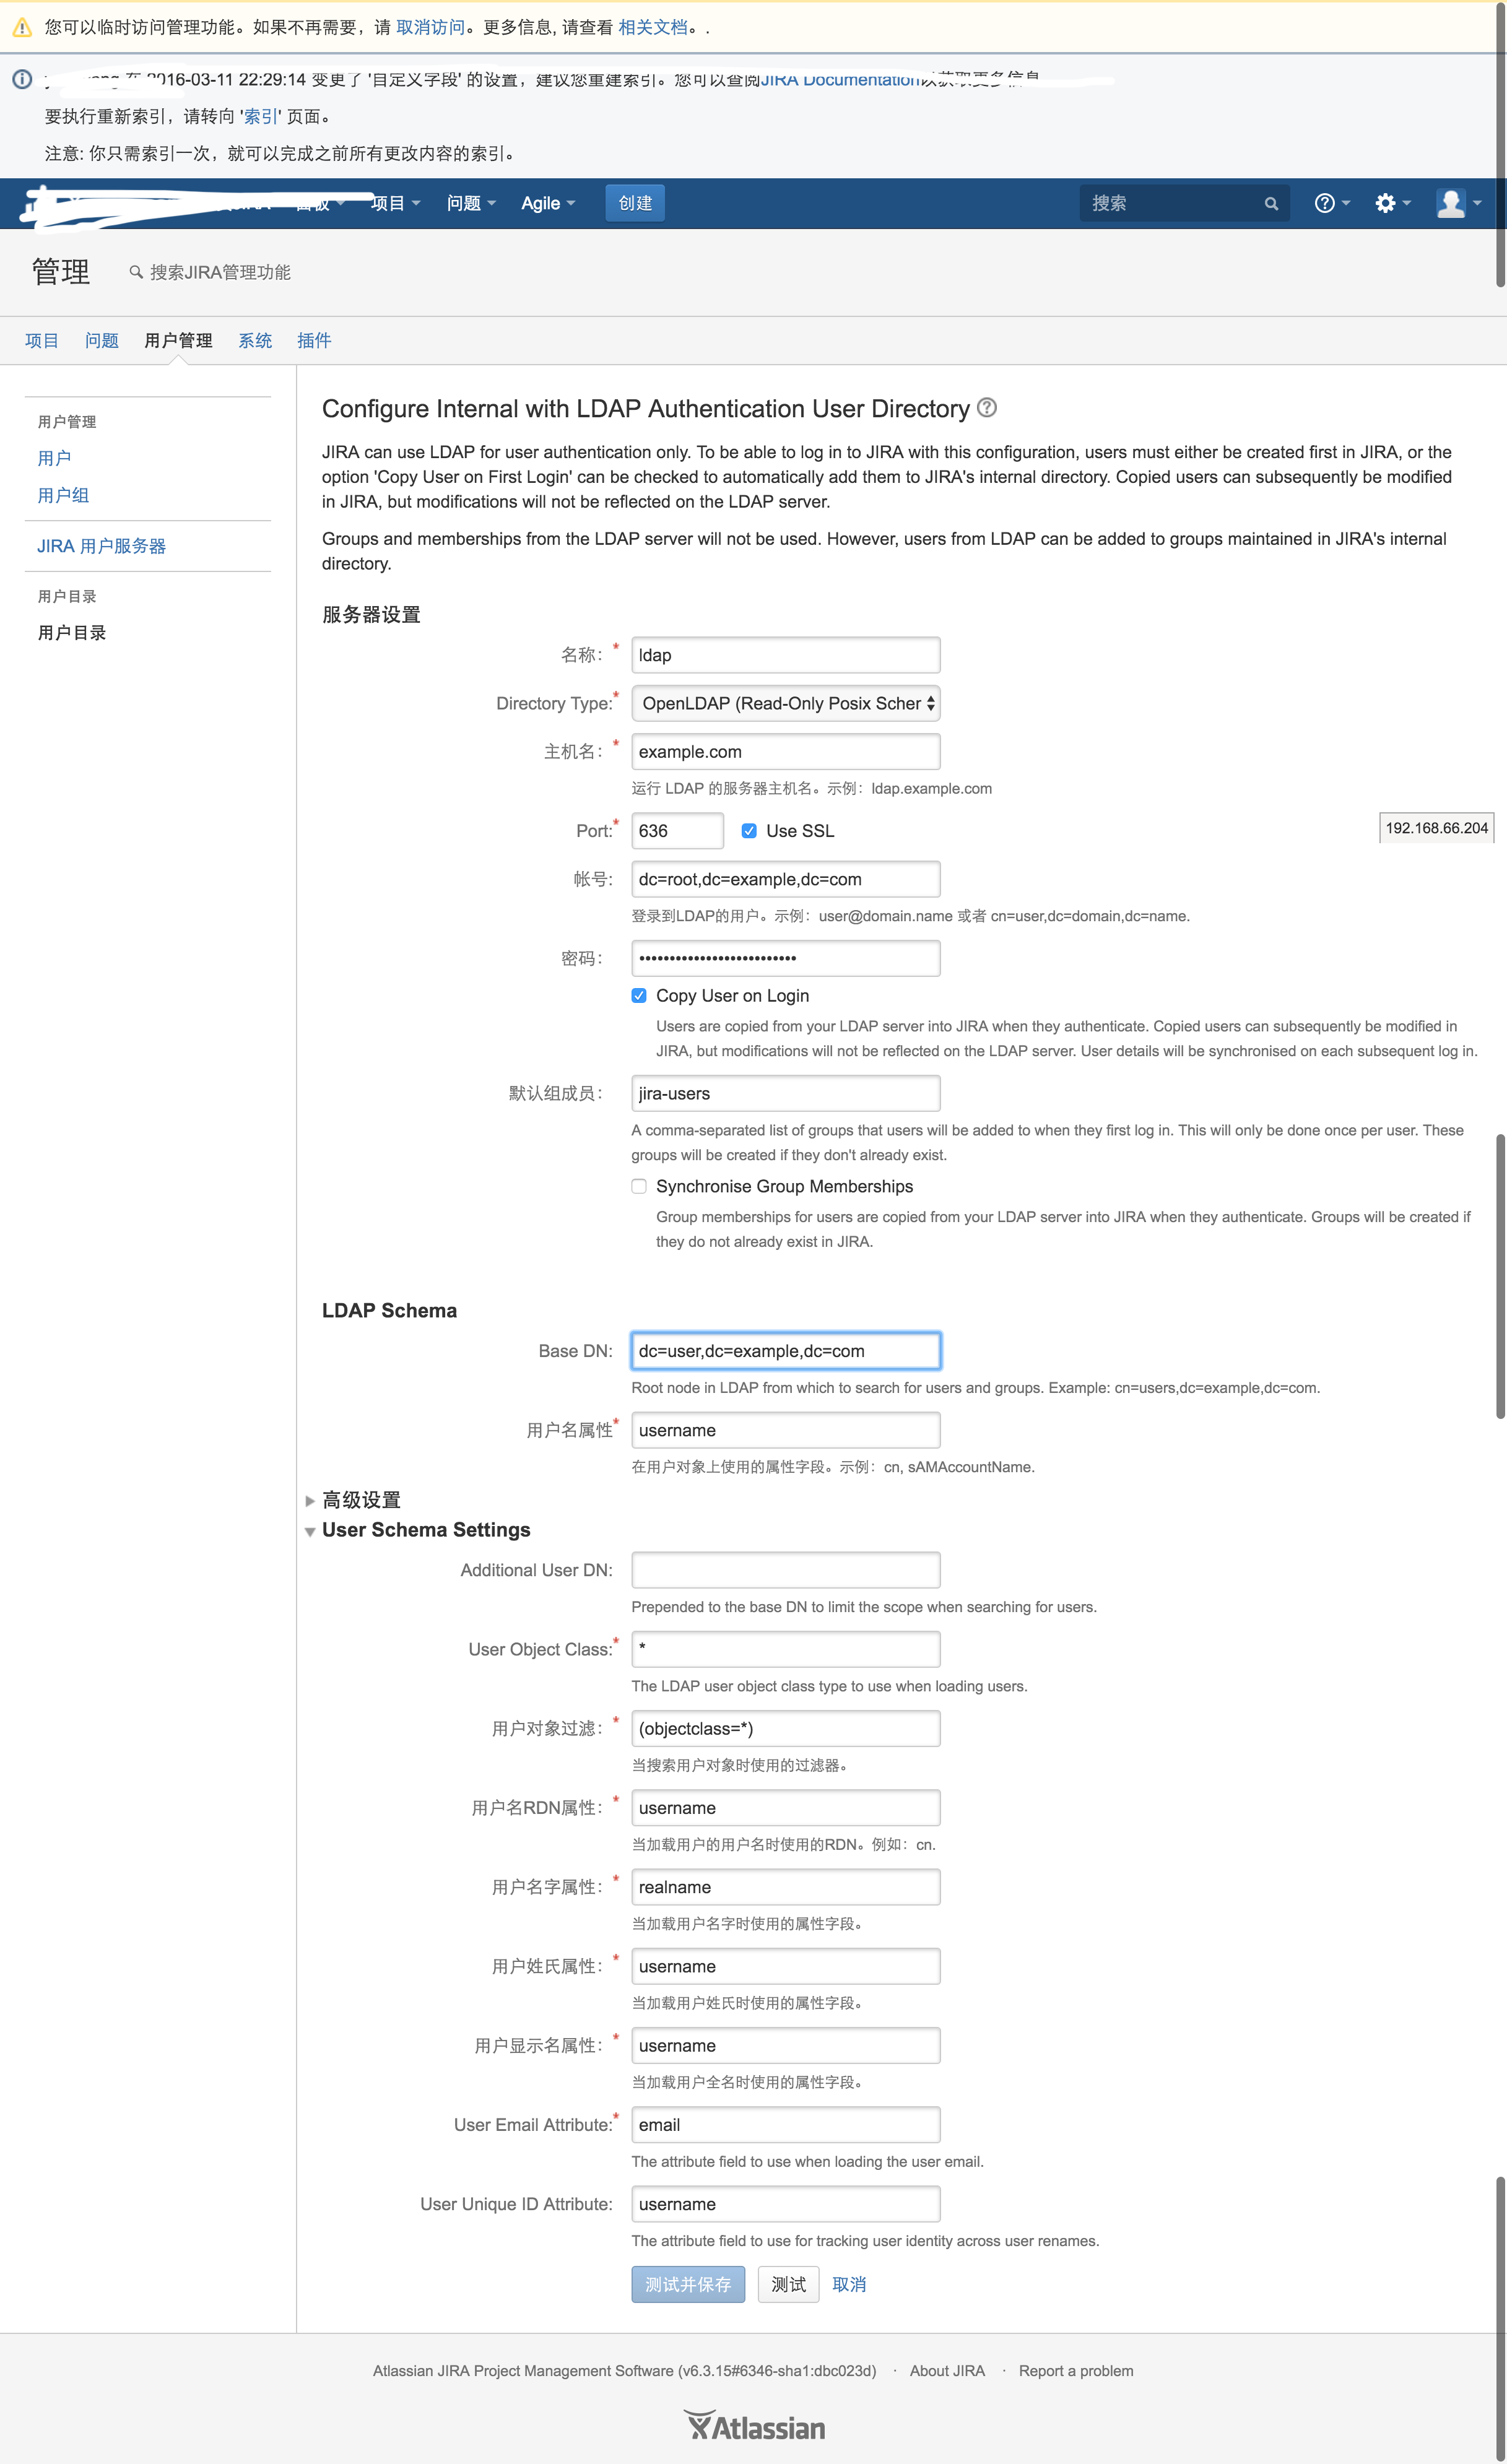 您可以临时访问管理功能。如果不再需要，请 取消访问。更多信息, 请查看 相关文档。.
在 2016-03-11 22:29:14 变更了 '自定义字段' 的设置，建议您重建索引。您可以查阅JIRA Documentation以获取更多信息
要执行重新索引，请转向 '索引' 页面。
注意: 你只需索引一次，就可以完成之前所有更改内容的索引。
面板 项目 问题 Agile 创建 搜索
管理 搜索JIRA管理功能
项目 问题 用户管理 系统 插件
用户管理
用户
用户组
JIRA 用户服务器
用户目录
用户目录
Configure Internal with LDAP Authentication User Directory ?
JIRA can use LDAP for user authentication only. To be able to log in to JIRA with this configuration, users must either be created first in JIRA, or the
option 'Copy User on First Login' can be checked to automatically add them to JIRA's internal directory. Copied users can subsequently be modified
in JIRA, but modifications will not be reflected on the LDAP server.
Groups and memberships from the LDAP server will not be used. However, users from LDAP can be added to groups maintained in JIRA's internal
directory.
服务器设置
名称：* ldap
Directory Type:* OpenLDAP (Read-Only Posix Scher
主机名：* example.com
运行 LDAP 的服务器主机名。示例：ldap.example.com
Port:* 636 Use SSL
192.168.66.204
帐号: dc=root,dc=example,dc=com
登录到LDAP的用户。示例：user@domain.name 或者 cn=user,dc=domain,dc=name.
密码： ••••••••••••••••••••••••••
Copy User on Login
Users are copied from your LDAP server into JIRA when they authenticate. Copied users can subsequently be modified in
JIRA, but modifications will not be reflected on the LDAP server. User details will be synchronised on each subsequent log in.
默认组成员： jira-users
A comma-separated list of groups that users will be added to when they first log in. This will only be done once per user. These
groups will be created if they don't already exist.
Synchronise Group Memberships
Group memberships for users are copied from your LDAP server into JIRA when they authenticate. Groups will be created if
they do not already exist in JIRA.
LDAP Schema
Base DN: dc=user,dc=example,dc=com
Root node in LDAP from which to search for users and groups. Example: cn=users,dc=example,dc=com.
用户名属性* username
在用户对象上使用的属性字段。示例：cn, sAMAccountName.
高级设置
User Schema Settings
Additional User DN:
Prepended to the base DN to limit the scope when searching for users.
User Object Class:* *
The LDAP user object class type to use when loading users.
用户对象过滤：* (objectclass=*)
当搜索用户对象时使用的过滤器。
用户名RDN属性：* username
当加载用户的用户名时使用的RDN。例如：cn.
用户名字属性：* realname
当加载用户名字时使用的属性字段。
用户姓氏属性：* username
当加载用户姓氏时使用的属性字段。
用户显示名属性：* username
当加载用户全名时使用的属性字段。
User Email Attribute:* email
The attribute field to use when loading the user email.
User Unique ID Attribute: username
The attribute field to use for tracking user identity across user renames.
测试并保存 测试 取消
Atlassian JIRA Project Management Software (v6.3.15#6346-sha1:dbc023d) · About JIRA · Report a problem
Atlassian